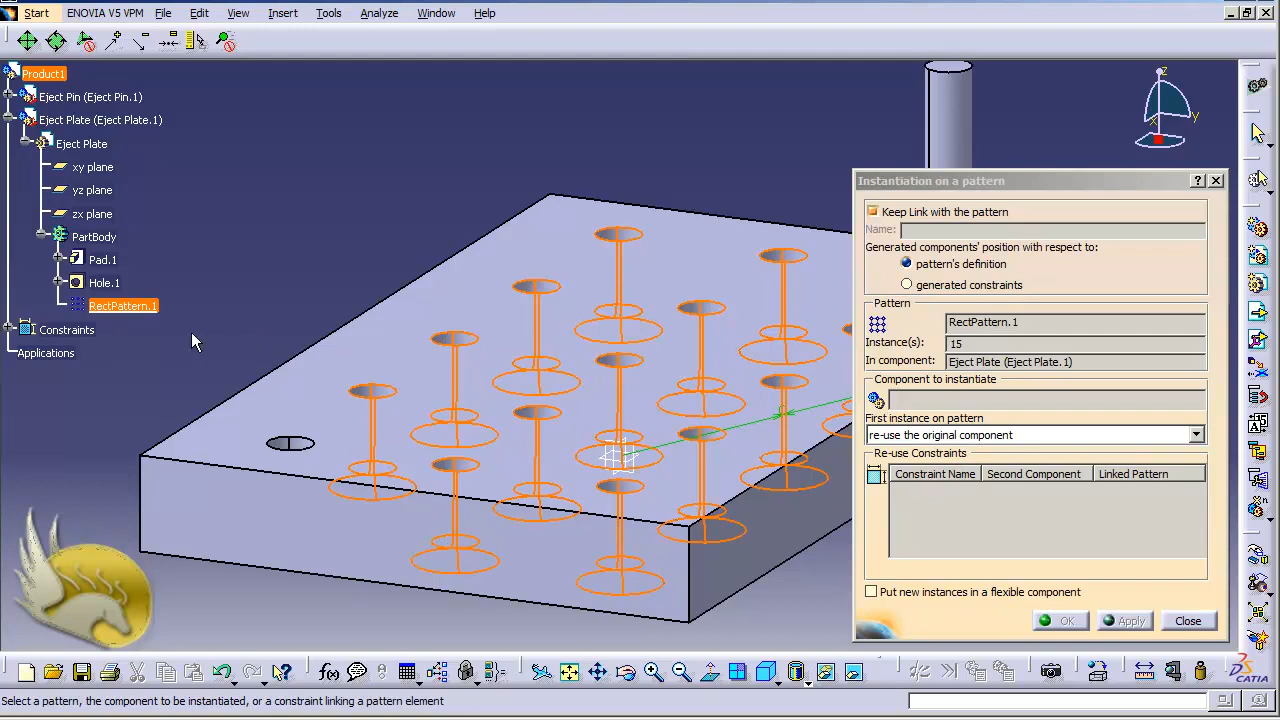 Start ENOVIA V5 VPM File Edit View Insert Tools Analyze Window Help
Product1
Eject Pin (Eject Pin.1)
Eject Plate (Eject Plate.1)
Eject Plate
xy plane
yz plane
zx plane
PartBody
Pad.1
Hole.1
RectPattern.1
Constraints
Applications
z
y
x
Instantiation on a pattern
Keep Link with the pattern
Name:
Generated components' position with respect to:
pattern's definition
generated constraints
Pattern
RectPattern.1
Instance(s): 15
In component: Eject Plate (Eject Plate.1)
Component to instantiate
First instance on pattern
re-use the original component
Re-use Constraints
Constraint Name Second Component Linked Pattern
Put new instances in a flexible component
OK Apply Close
f(x)
CATIA
Select a pattern, the component to be instantiated, or a constraint linking a pattern element